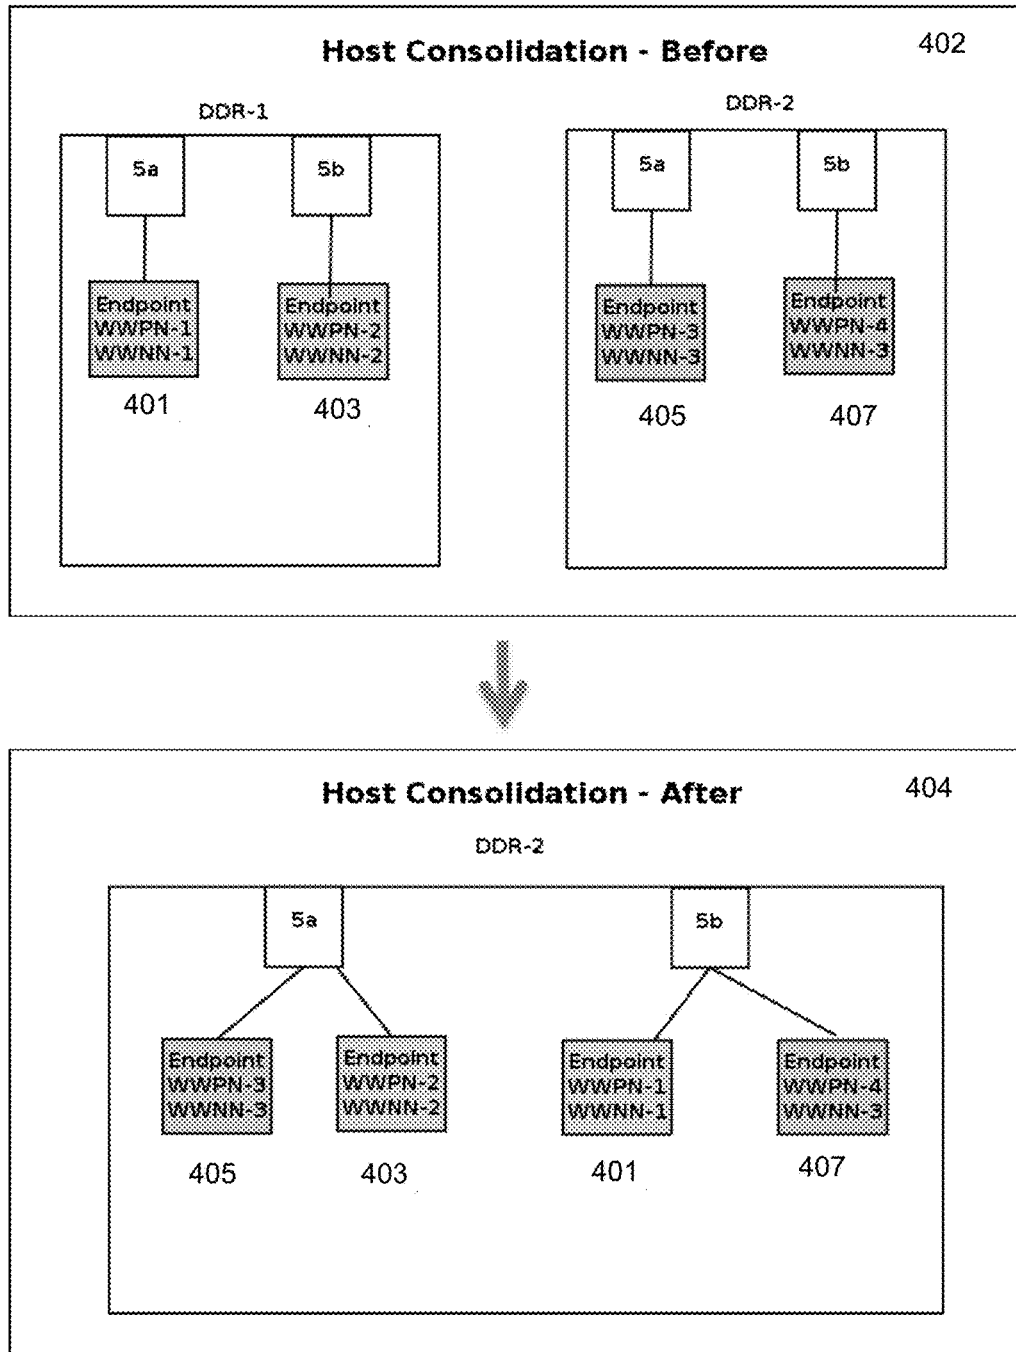 Host Consolidation - Before
402
DDR-1
DDR-2
5a
5b
5a
5b
Endpoint
WWPN-1
WWNN-1
Endpoint
WWPN-2
WWNN-2
Endpoint
WWPN-3
WWNN-3
Endpoint
WWPN-4
WWNN-3
401
403
405
407
Host Consolidation - After
404
DDR-2
5a
5b
Endpoint
WWPN-3
WWNN-3
Endpoint
WWPN-2
WWNN-2
Endpoint
WWPN-1
WWNN-1
Endpoint
WWPN-4
WWNN-3
405
403
401
407